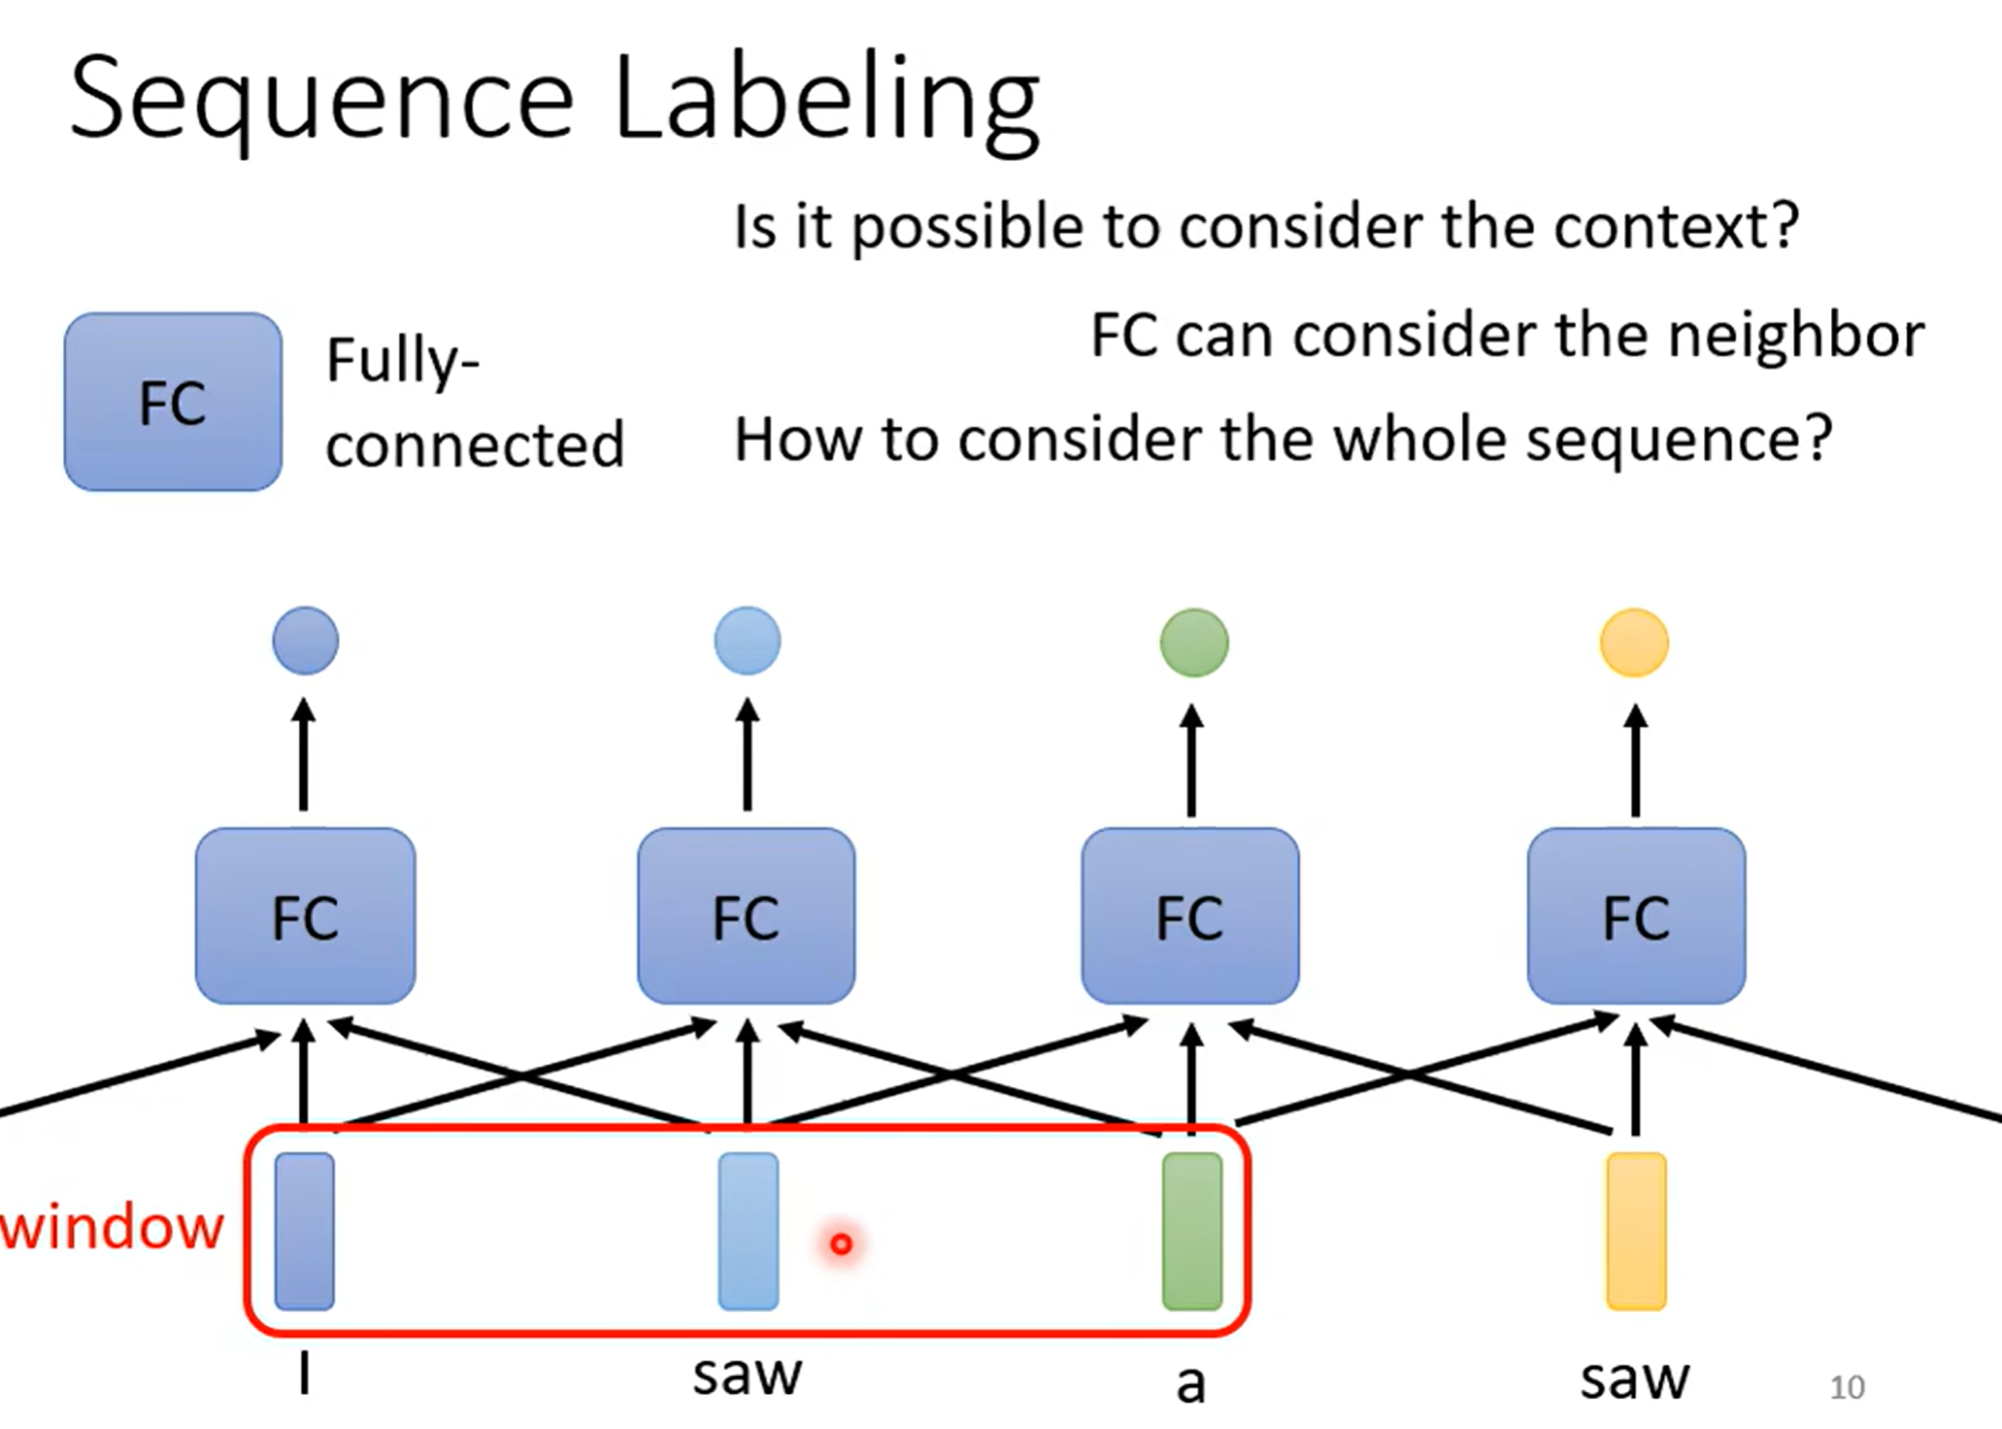 Sequence Labeling
Is it possible to consider the context?
FC can consider the neighbor
How to consider the whole sequence?
FC
Fully-
connected
FC
FC
FC
FC
window
I
saw
a
saw
10